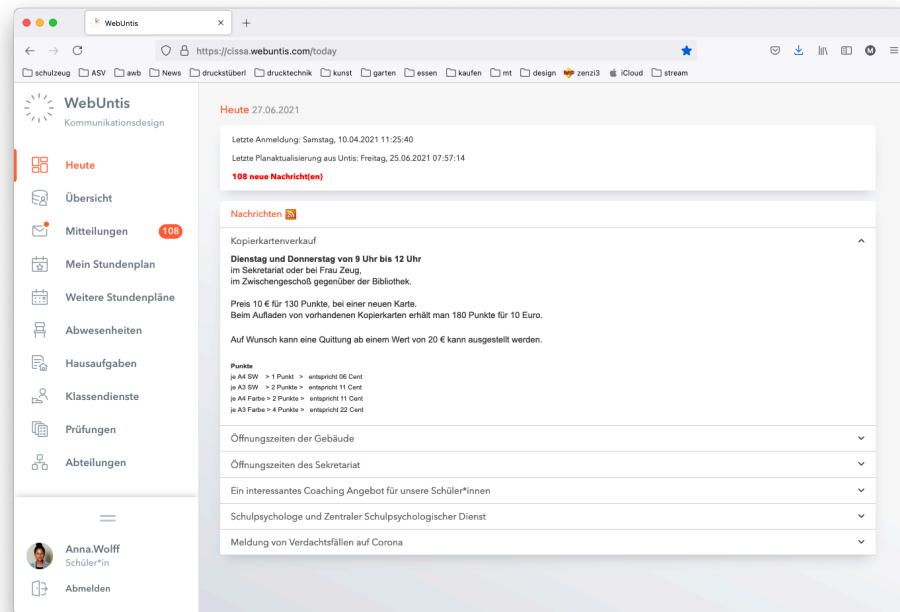 WebUntis
https://cissa.webuntis.com/today
schulzeug ASV awb News druckstüberl drucktechnik kunst garten essen kaufen mt design zenzi3 iCloud stream
WebUntis
Kommunikationsdesign
Heute
Übersicht
Mitteilungen 108
Mein Stundenplan
Weitere Stundenpläne
Abwesenheiten
Hausaufgaben
Klassendienste
Prüfungen
Abteilungen
Anna.Wolff
Schüler*in
Abmelden
Heute 27.06.2021
Letzte Anmeldung: Samstag, 10.04.2021 11:25:40
Letzte Planaktualisierung aus Untis: Freitag, 25.06.2021 07:57:14
108 neue Nachricht(en)
Nachrichten
Kopierkartenverkauf
Dienstag und Donnerstag von 9 Uhr bis 12 Uhr
im Sekretariat oder bei Frau Zeug,
im Zwischengeschoß gegenüber der Bibliothek.
Preis 10 € für 130 Punkte, bei einer neuen Karte.
Beim Aufladen von vorhandenen Kopierkarten erhält man 180 Punkte für 10 Euro.
Auf Wunsch kann eine Quittung ab einem Wert von 20 € kann ausgestellt werden.
Punkte
je A4 SW > 1 Punkt > entspricht 06 Cent
je A3 SW > 2 Punkte > entspricht 11 Cent
je A4 Farbe > 2 Punkte > entspricht 11 Cent
je A3 Farbe > 4 Punkte > entspricht 22 Cent
Öffnungszeiten der Gebäude
Öffnungszeiten des Sekretariat
Ein interessantes Coaching Angebot für unsere Schüler*innen
Schulpsychologe und Zentraler Schulpsychologischer Dienst
Meldung von Verdachtsfällen auf Corona